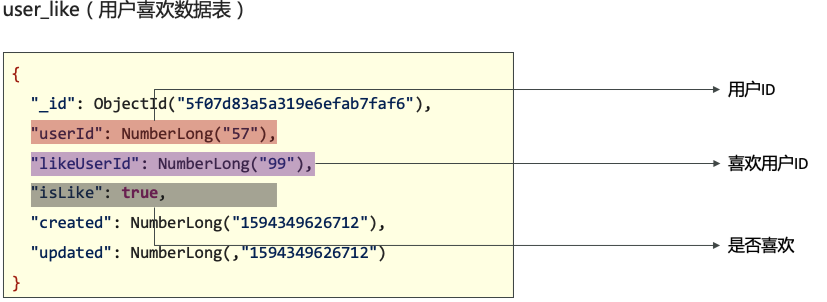 user_like（用户喜欢数据表）
{
"_id": ObjectId("5f07d83a5a319e6efab7faf6"),
用户ID
"userId": NumberLong("57"),
"likeUserId": NumberLong("99"),
喜欢用户ID
"isLike": true,
"created": NumberLong("1594349626712"),
是否喜欢
"updated": NumberLong(,"1594349626712")
}